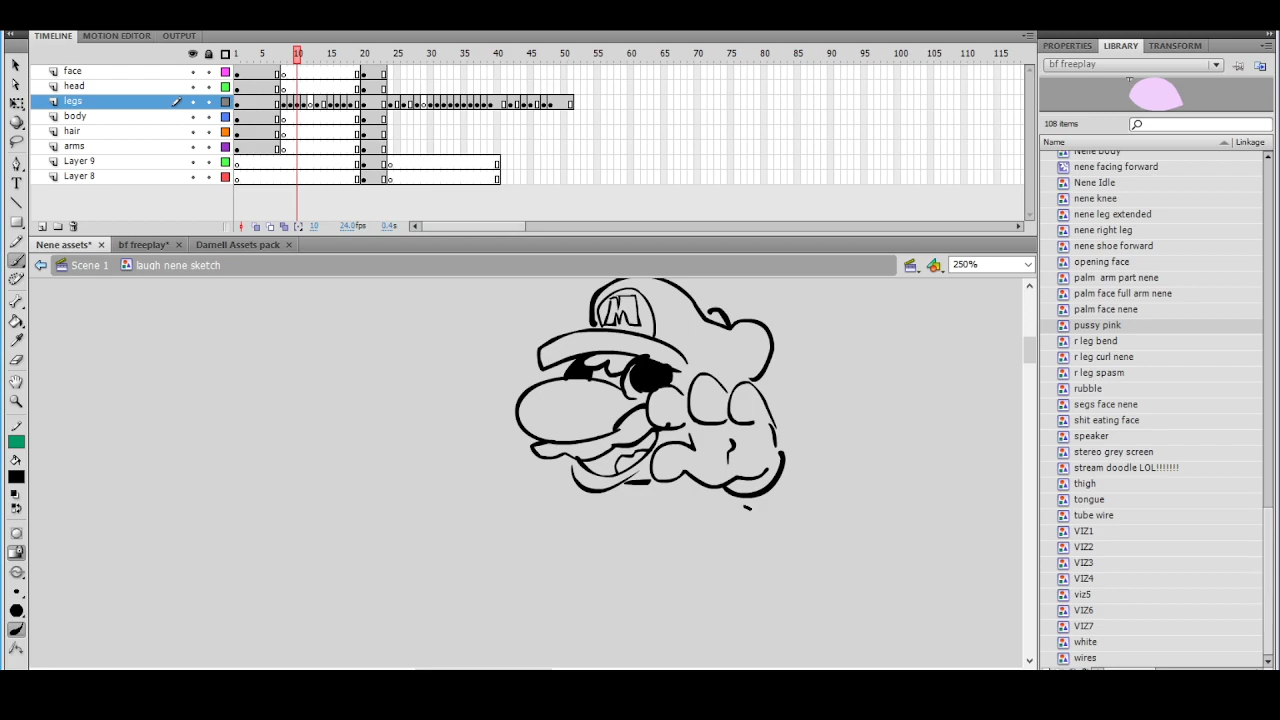 TIMELINE MOTION EDITOR OUTPUT
1 5 10 15 20 25 30 35 40 45 50 55 60 65 70 75 80 85 90 95 100 105 110 115
face
head
legs
body
hair
arms
Layer 9
Layer 8
10 24.0fps 0.4s
Nene assets* bf freeplay* Darnell Assets pack
Scene 1 laugh nene sketch 250%
M
PROPERTIES LIBRARY TRANSFORM
bf freeplay
108 items
Name Linkage
Nene Body
nene facing forward
Nene Idle
nene knee
nene leg extended
nene right leg
nene shoe forward
opening face
palm arm part nene
palm face full arm nene
palm face nene
pussy pink
r leg bend
r leg curl nene
r leg spasm
rubble
segs face nene
shit eating face
speaker
stereo grey screen
stream doodle LOL!!!!!!!
thigh
tongue
tube wire
VIZ1
VIZ2
VIZ3
VIZ4
viz5
VIZ6
VIZ7
white
wires